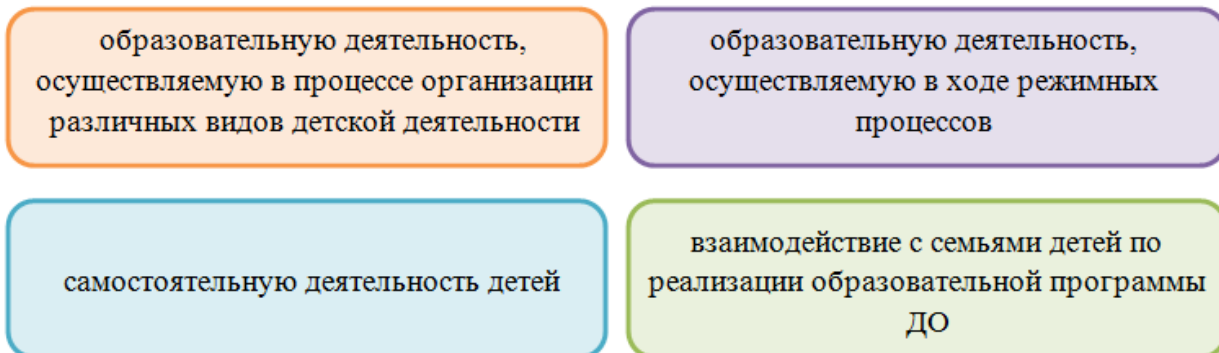 образовательную деятельность,
осуществляемую в процессе организации
различных видов детской деятельности
образовательную деятельность,
осуществляемую в ходе режимных
процессов
самостоятельную деятельность детей
взаимодействие с семьями детей по
реализации образовательной программы
ДО